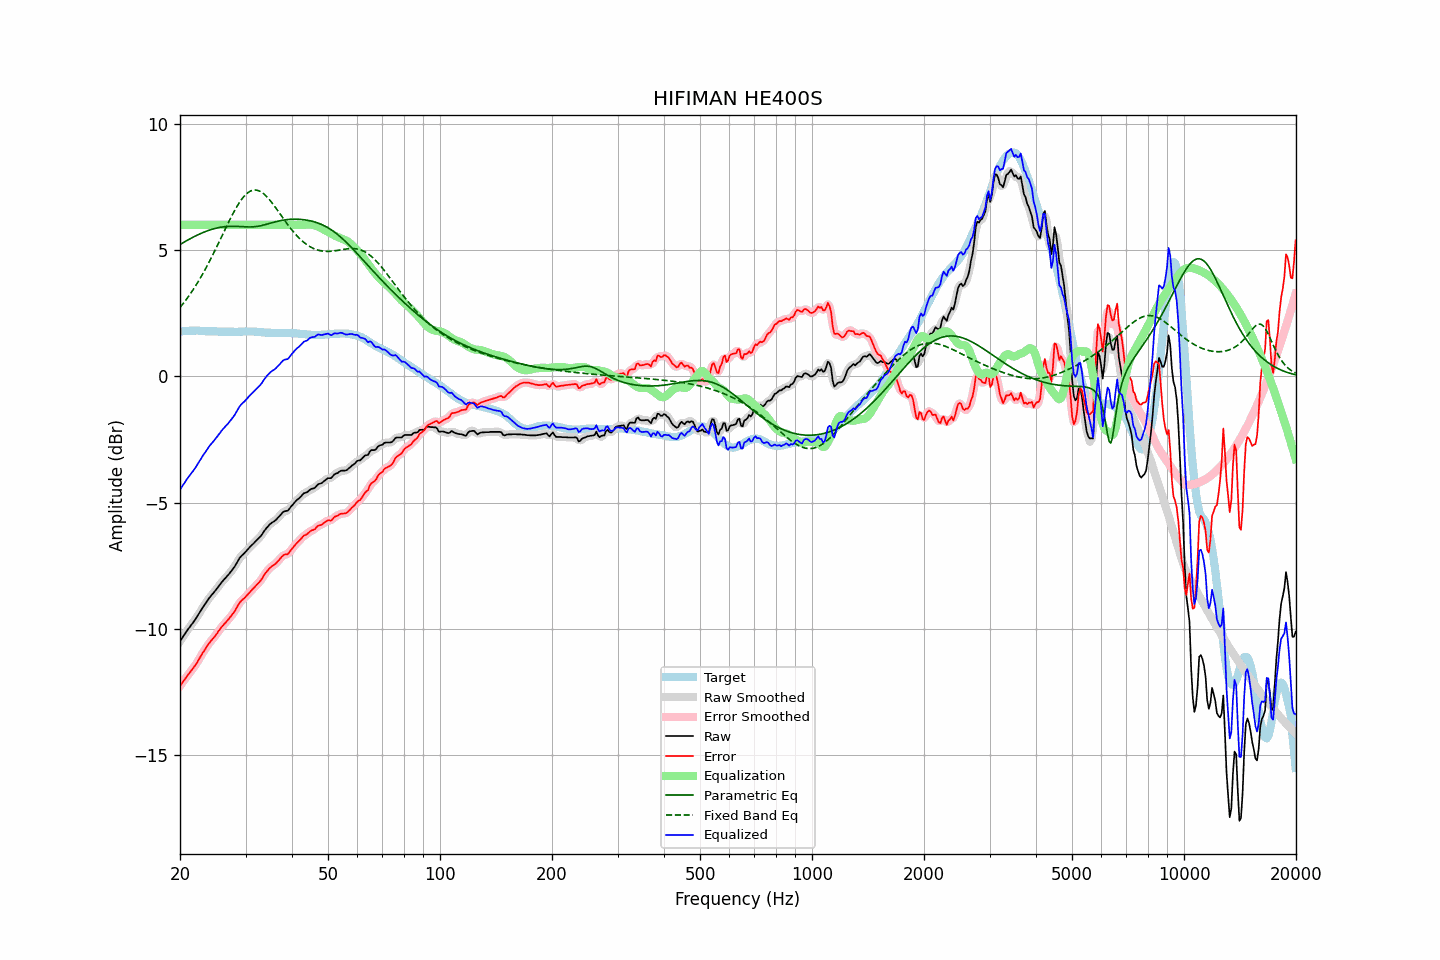 HIFIMAN HE400S
10
5
0
−5
−10
−15
Amplitude (dBr)
Target
Raw Smoothed
Error Smoothed
Raw
Error
Equalization
Parametric Eq
Fixed Band Eq
Equalized
20 50 100 200 500 1000 2000 5000 10000 20000
Frequency (Hz)